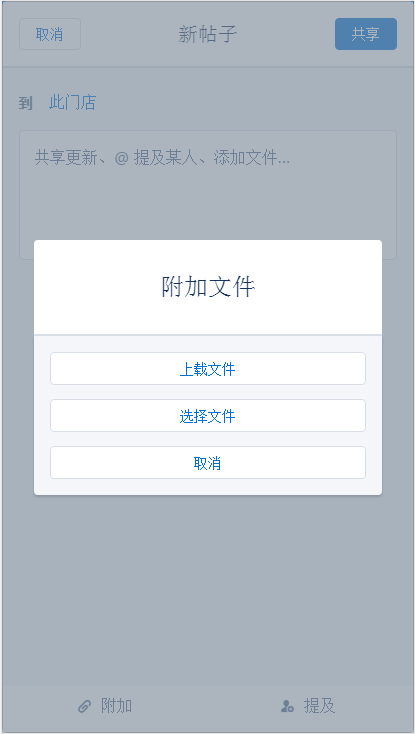 取消 新帖子 共享
到 此门店
共享更新、@ 提及某人、添加文件...
附加文件
上载文件
选择文件
取消
附加 提及